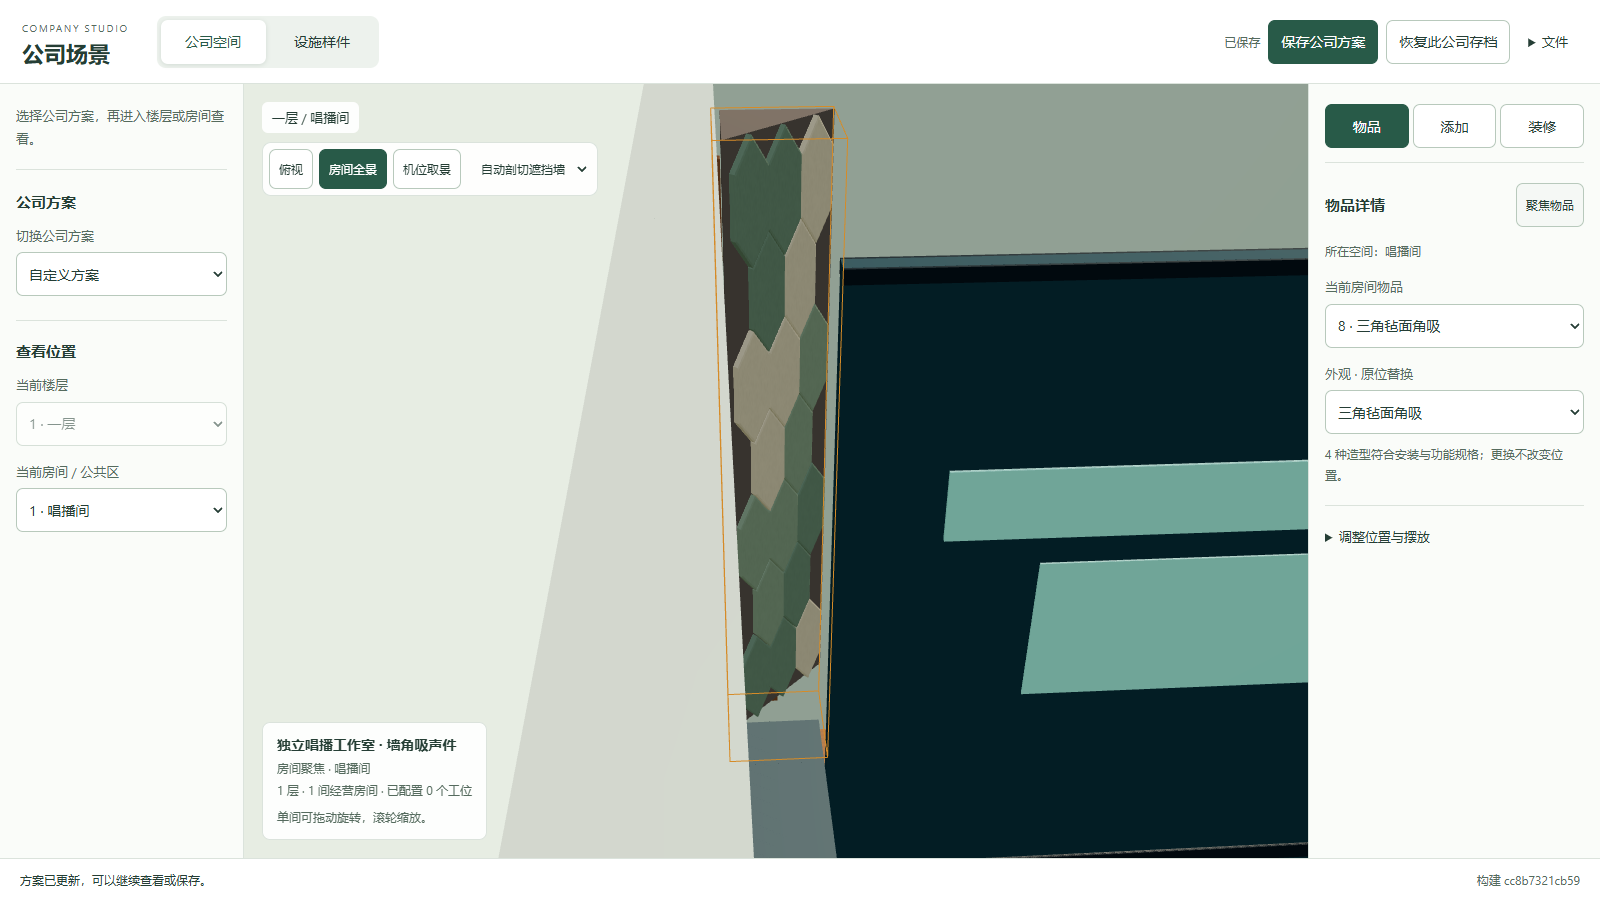 COMPANY STUDIO
公司场景
公司空间
设施样件
已保存
保存公司方案
恢复此公司存档
文件
选择公司方案，再进入楼层或房间查
看。
公司方案
切换公司方案
自定义方案
查看位置
当前楼层
1 · 一层
当前房间 / 公共区
1 · 唱播间
一层 / 唱播间
俯视
房间全景
机位取景
自动剖切遮挡墙
独立唱播工作室 · 墙角吸声件
房间聚焦 · 唱播间
1 层 · 1 间经营房间 · 已配置 0 个工位
单间可拖动旋转，滚轮缩放。
物品
添加
装修
物品详情
聚焦物品
所在空间：唱播间
当前房间物品
8 · 三角毡面角吸
外观 · 原位替换
三角毡面角吸
4 种造型符合安装与功能规格；更换不改变位
置。
调整位置与摆放
方案已更新，可以继续查看或保存。
构建 cc8b7321cb59